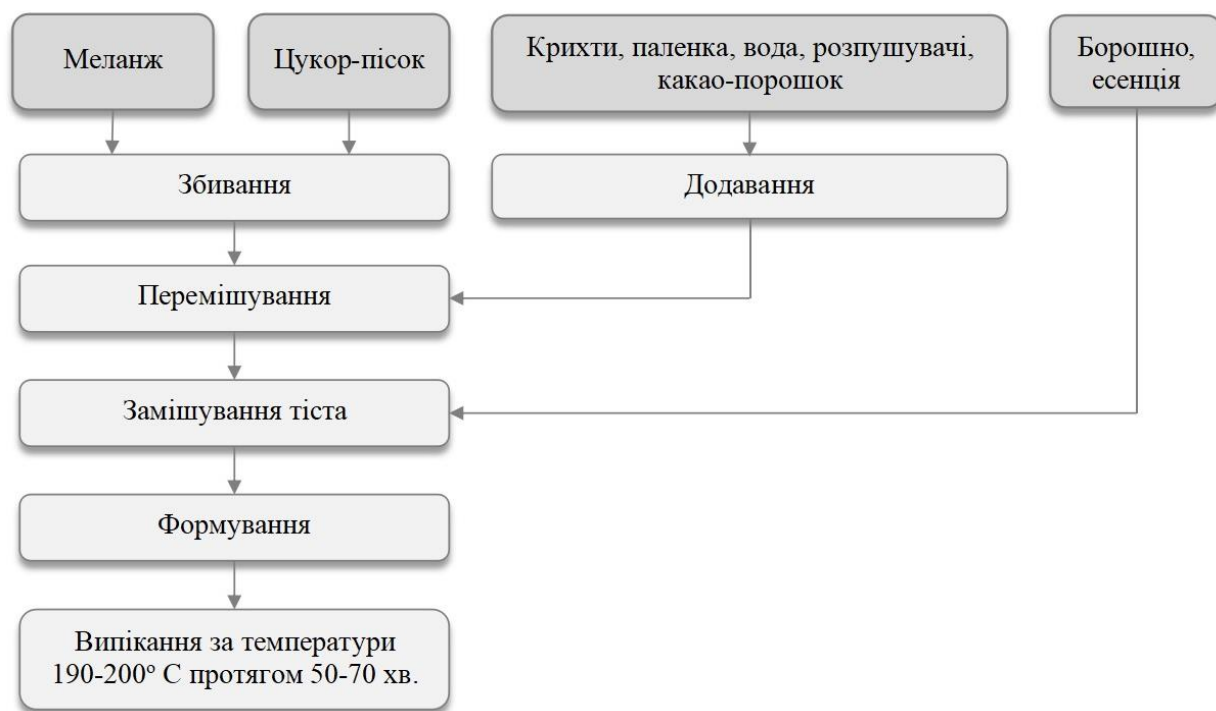 Меланж
Цукор-пісок
Крихти, паленка, вода, розпушувачі,
какао-порошок
Борошно,
есенція
Збивання
Додавання
Перемішування
Замішування тіста
Формування
Випікання за температури
190-200º С протягом 50-70 хв.